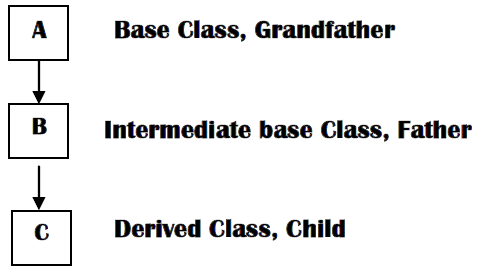 A Base Class, Grandfather
B Intermediate base Class, Father
C Derived Class, Child